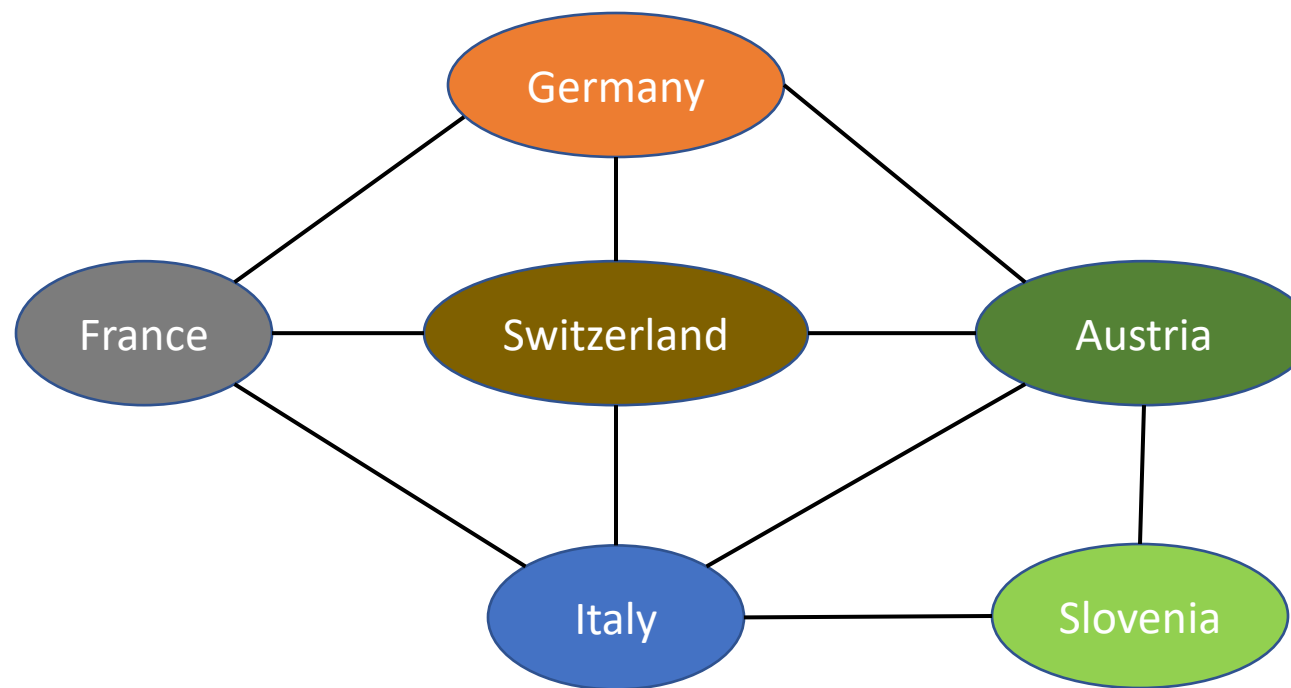 Germany
France
Switzerland
Austria
Italy
Slovenia